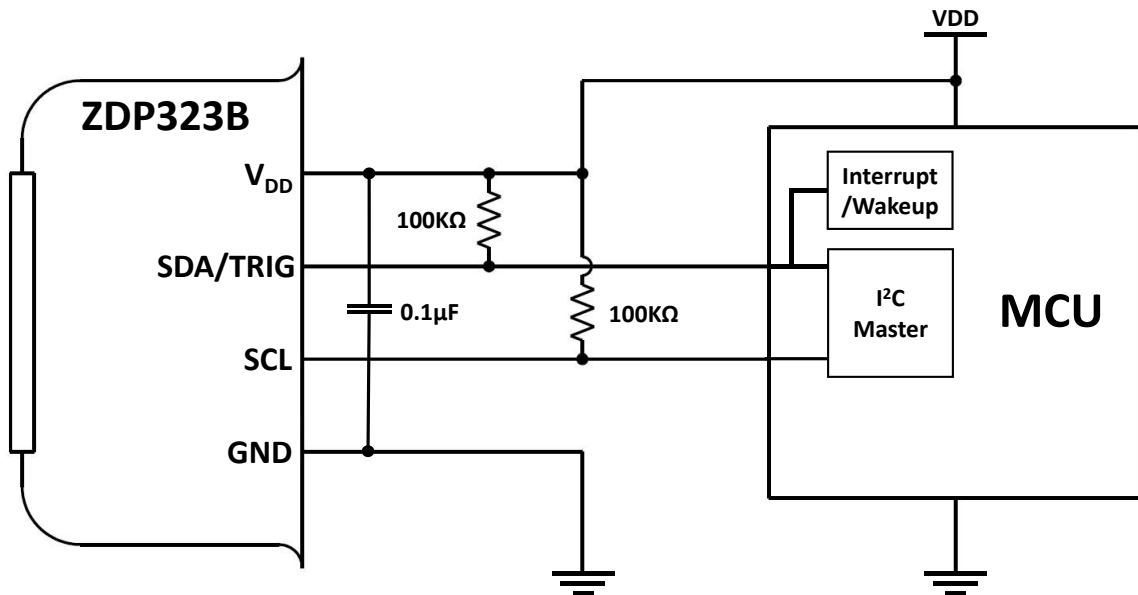 VDD
ZDP323B
VDD
Interrupt
/Wakeup
100KΩ
SDA/TRIG
I²C
Master
MCU
0.1µF
100KΩ
SCL
GND